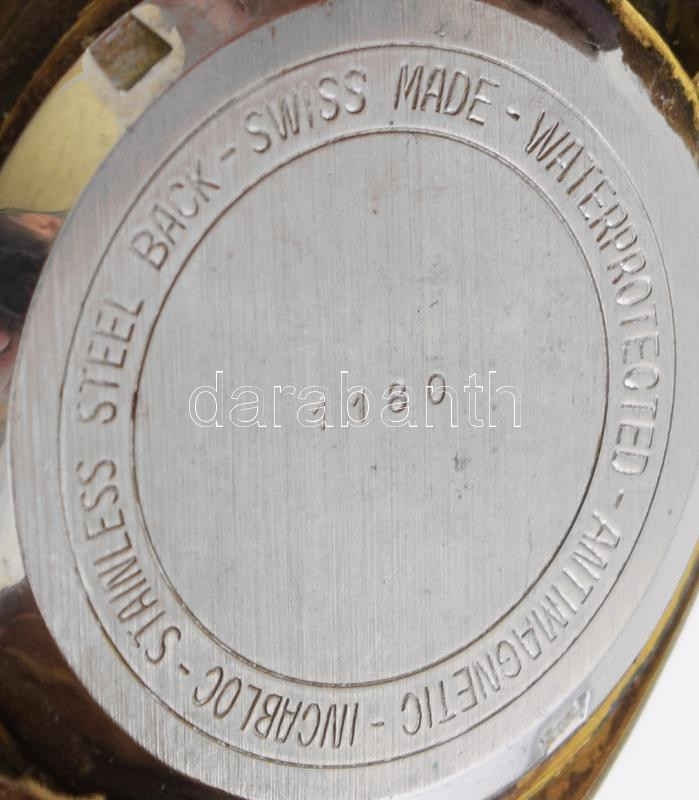 STAINLESS STEEL BACK - SWISS MADE - WATERPROTECTED - ANTIMAGNETIC - INCABLOC -
darabanth